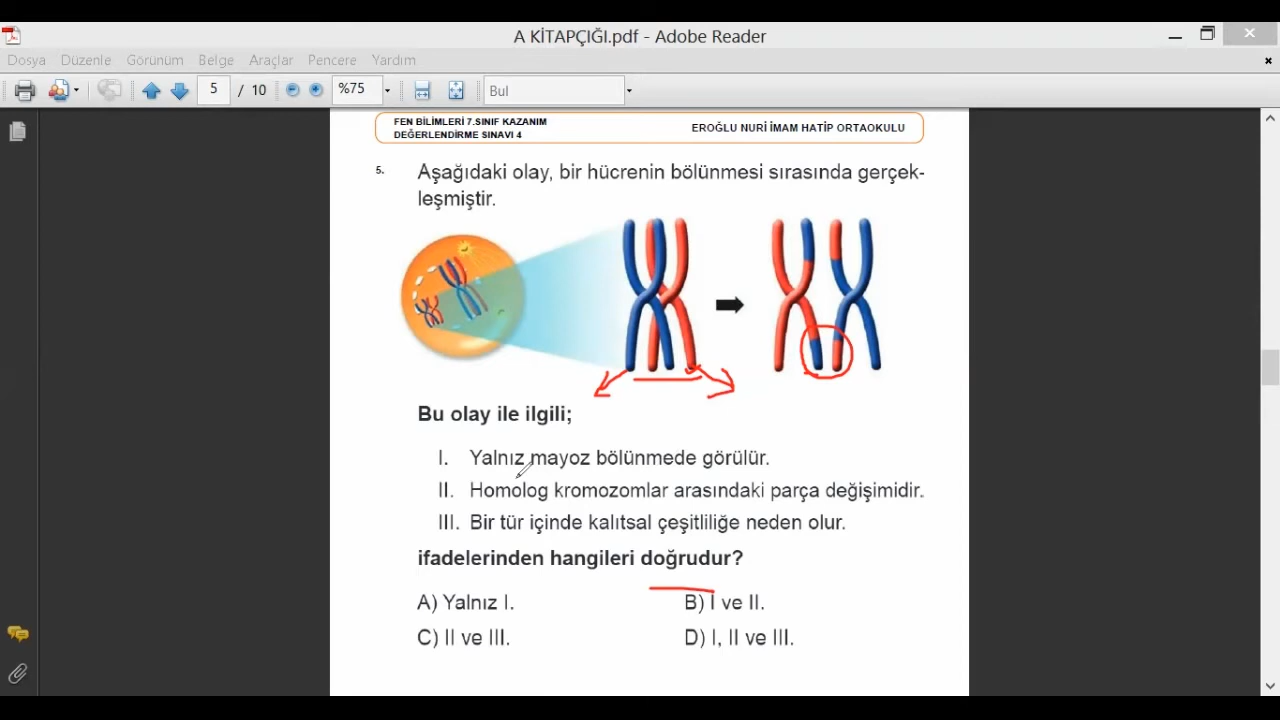 A KİTAPÇIĞI.pdf - Adobe Reader
Dosya Düzenle Görünüm Belge Araçlar Pencere Yardım
5 / 10 %75 Bul
FEN BİLİMLERİ 7.SINIF KAZANIM
DEĞERLENDİRME SINAVI 4
EROĞLU NURİ İMAM HATİP ORTAOKULU
5. Aşağıdaki olay, bir hücrenin bölünmesi sırasında gerçek-
leşmiştir.
Bu olay ile ilgili;
I. Yalnız mayoz bölünmede görülür.
II. Homolog kromozomlar arasındaki parça değişimidir.
III. Bir tür içinde kalıtsal çeşitliliğe neden olur.
ifadelerinden hangileri doğrudur?
A) Yalnız I. B) I ve II.
C) II ve III. D) I, II ve III.